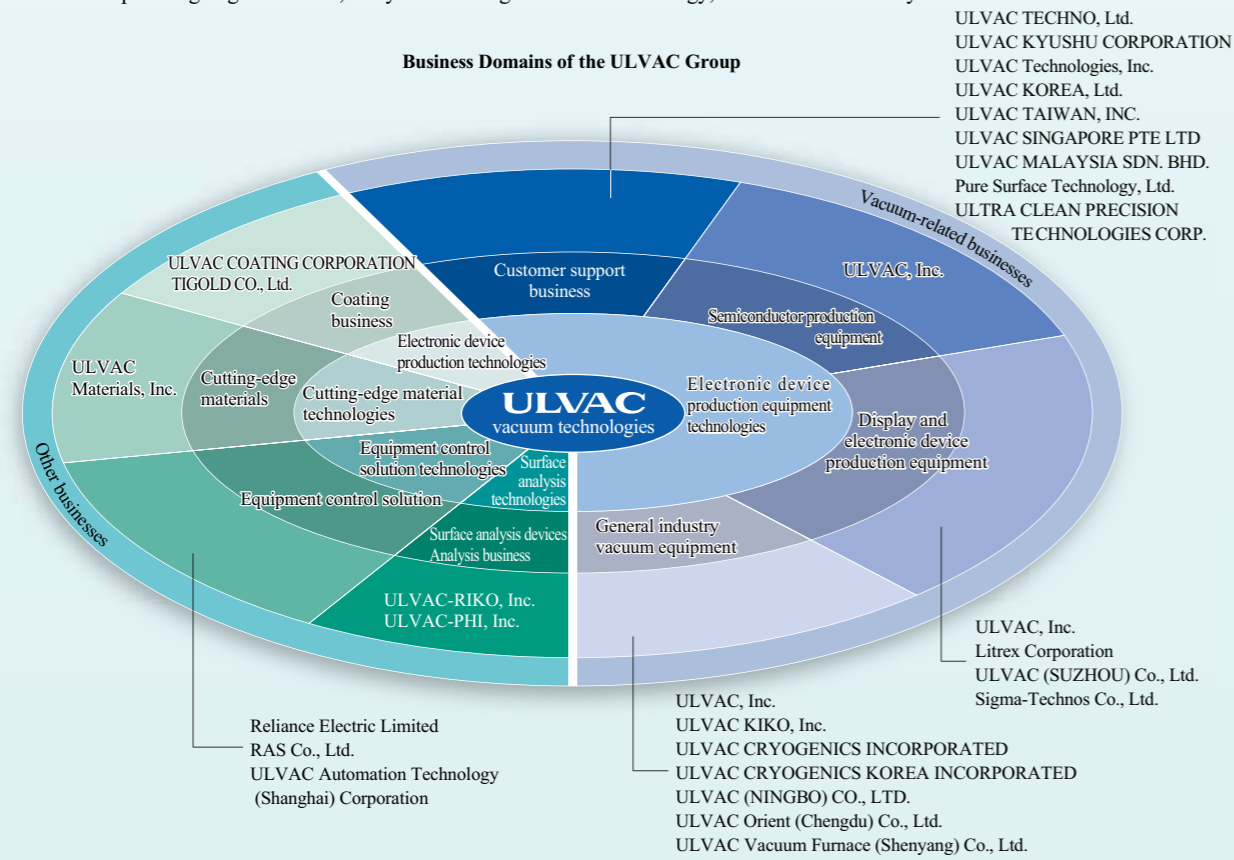 Business Domains of the ULVAC Group
ULVAC TECHNO, Ltd.
ULVAC KYUSHU CORPORATION
ULVAC Technologies, Inc.
ULVAC KOREA, Ltd.
ULVAC TAIWAN, INC.
ULVAC SINGAPORE PTE LTD
ULVAC MALAYSIA SDN. BHD.
Pure Surface Technology, Ltd.
ULTRA CLEAN PRECISION
TECHNOLOGIES CORP.
Vacuum-related businesses
ULVAC, Inc.
Customer support
business
Semiconductor production
equipment
ULVAC COATING CORPORATION
TIGOLD CO., Ltd.
Coating
business
Electronic device
production technologies
ULVAC
Materials, Inc.
Cutting-edge
materials
Cutting-edge material
technologies
ULVAC
vacuum technologies
Electronic device
production equipment
technologies
Display and
electronic device
production equipment
Equipment control
solution technologies
Surface
analysis
technologies
Equipment control solution
Other businesses
Surface analysis devices
Analysis business
General industry
vacuum equipment
ULVAC-RIKO, Inc.
ULVAC-PHI, Inc.
ULVAC, Inc.
Litrex Corporation
ULVAC (SUZHOU) Co., Ltd.
Sigma-Technos Co., Ltd.
Reliance Electric Limited
RAS Co., Ltd.
ULVAC Automation Technology
(Shanghai) Corporation
ULVAC, Inc.
ULVAC KIKO, Inc.
ULVAC CRYOGENICS INCORPORATED
ULVAC CRYOGENICS KOREA INCORPORATED
ULVAC (NINGBO) CO., LTD.
ULVAC Orient (Chengdu) Co., Ltd.
ULVAC Vacuum Furnace (Shenyang) Co., Ltd.